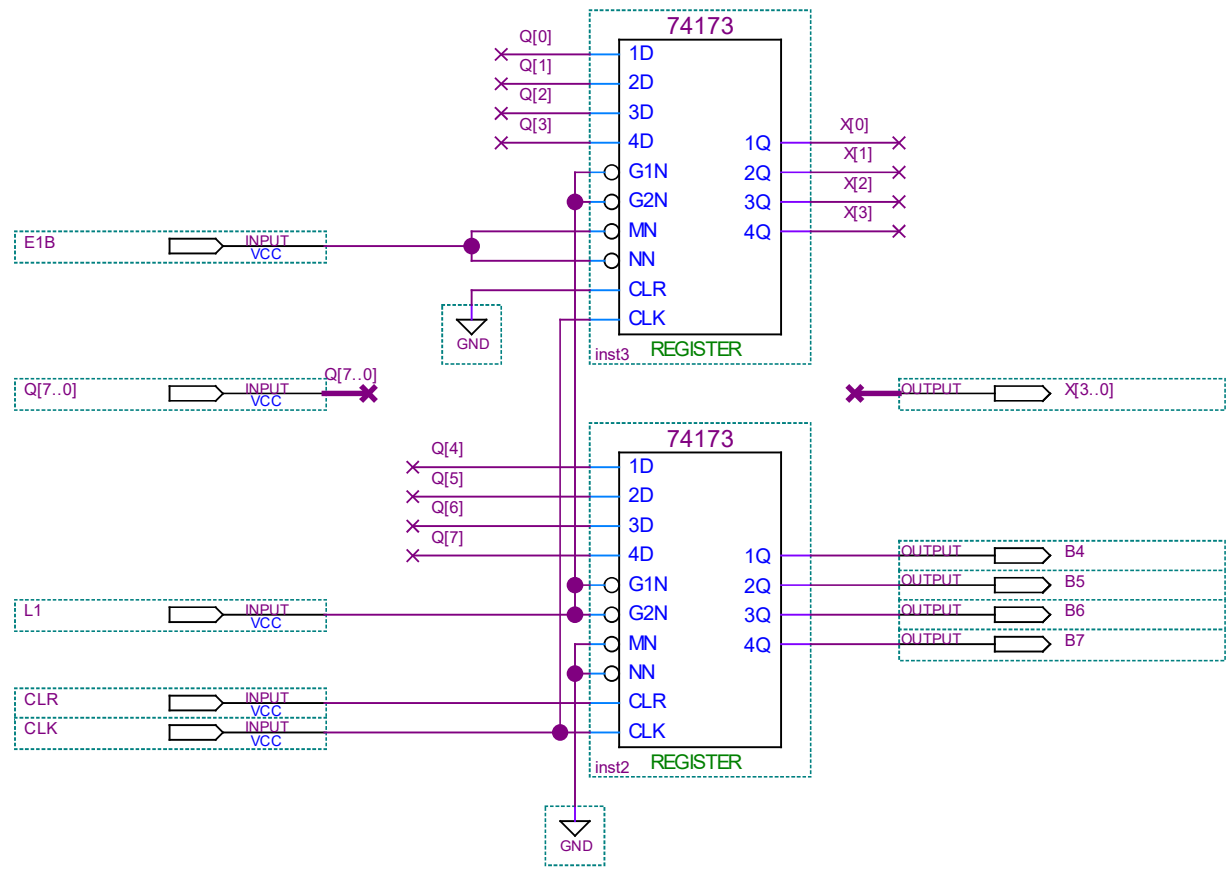 74173
Q[0]
1D
Q[1]
2D
Q[2]
3D
Q[3]
4D
1Q
X[0]
G1N
2Q
X[1]
G2N
3Q
X[2]
MN
4Q
X[3]
E1B
INPUT
VCC
NN
CLR
CLK
GND
inst3
REGISTER
Q[7..0]
INPUT
VCC
Q[7..0]
OUTPUT
X[3..0]
74173
Q[4]
1D
Q[5]
2D
Q[6]
3D
Q[7]
4D
1Q
OUTPUT
B4
G1N
2Q
OUTPUT
B5
L1
INPUT
VCC
G2N
3Q
OUTPUT
B6
MN
4Q
OUTPUT
B7
NN
CLR
INPUT
VCC
CLR
CLK
INPUT
VCC
CLK
inst2
REGISTER
GND